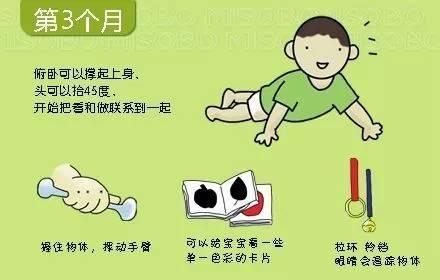 第3个月
俯卧可以撑起上身、
头可以抬45度、
开始把看和做联系到一起
握住物体，挥动手臂
可以给宝宝看一些
单一色彩的卡片
拉环 铃铛
眼睛会追踪物体